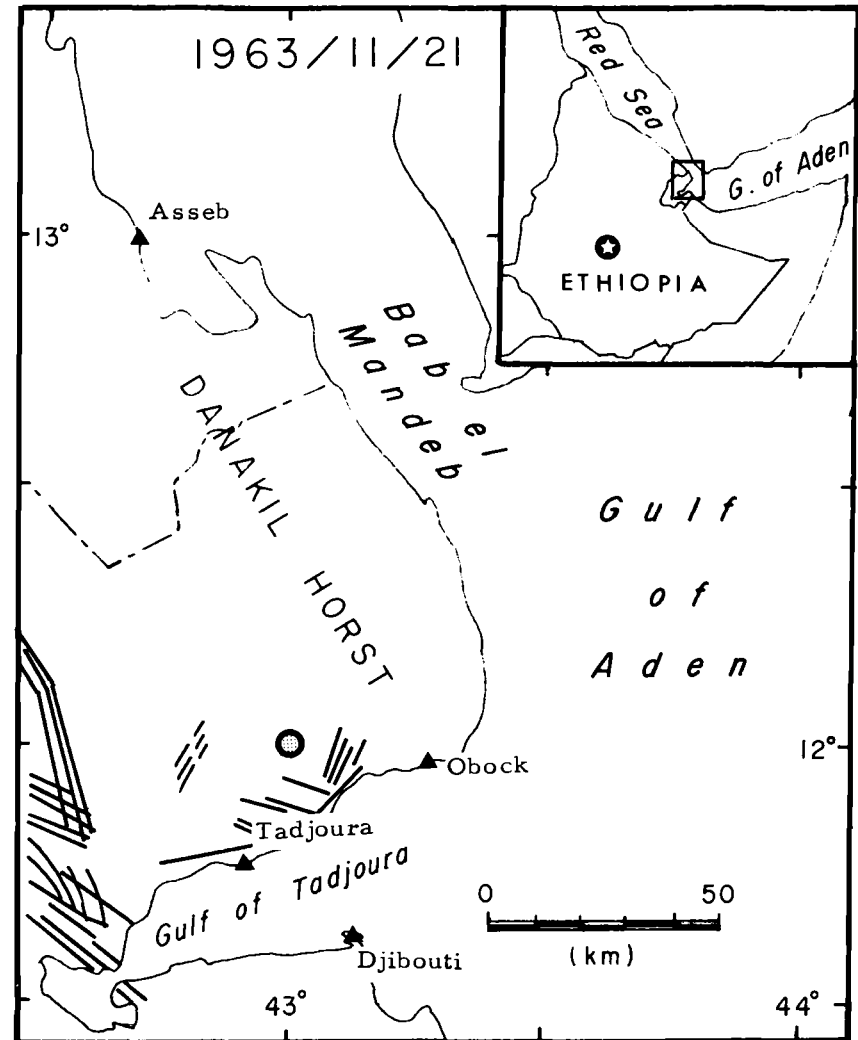 1963/11/21
Red Sea
G. of Aden
ETHIOPIA
Asseb
13°
Bab el
Mandeb
DANAKIL HORST
Gulf
of
Aden
12°
Obock
Tadjoura
Gulf of Tadjoura
0 50
(km)
Djibouti
43°
44°